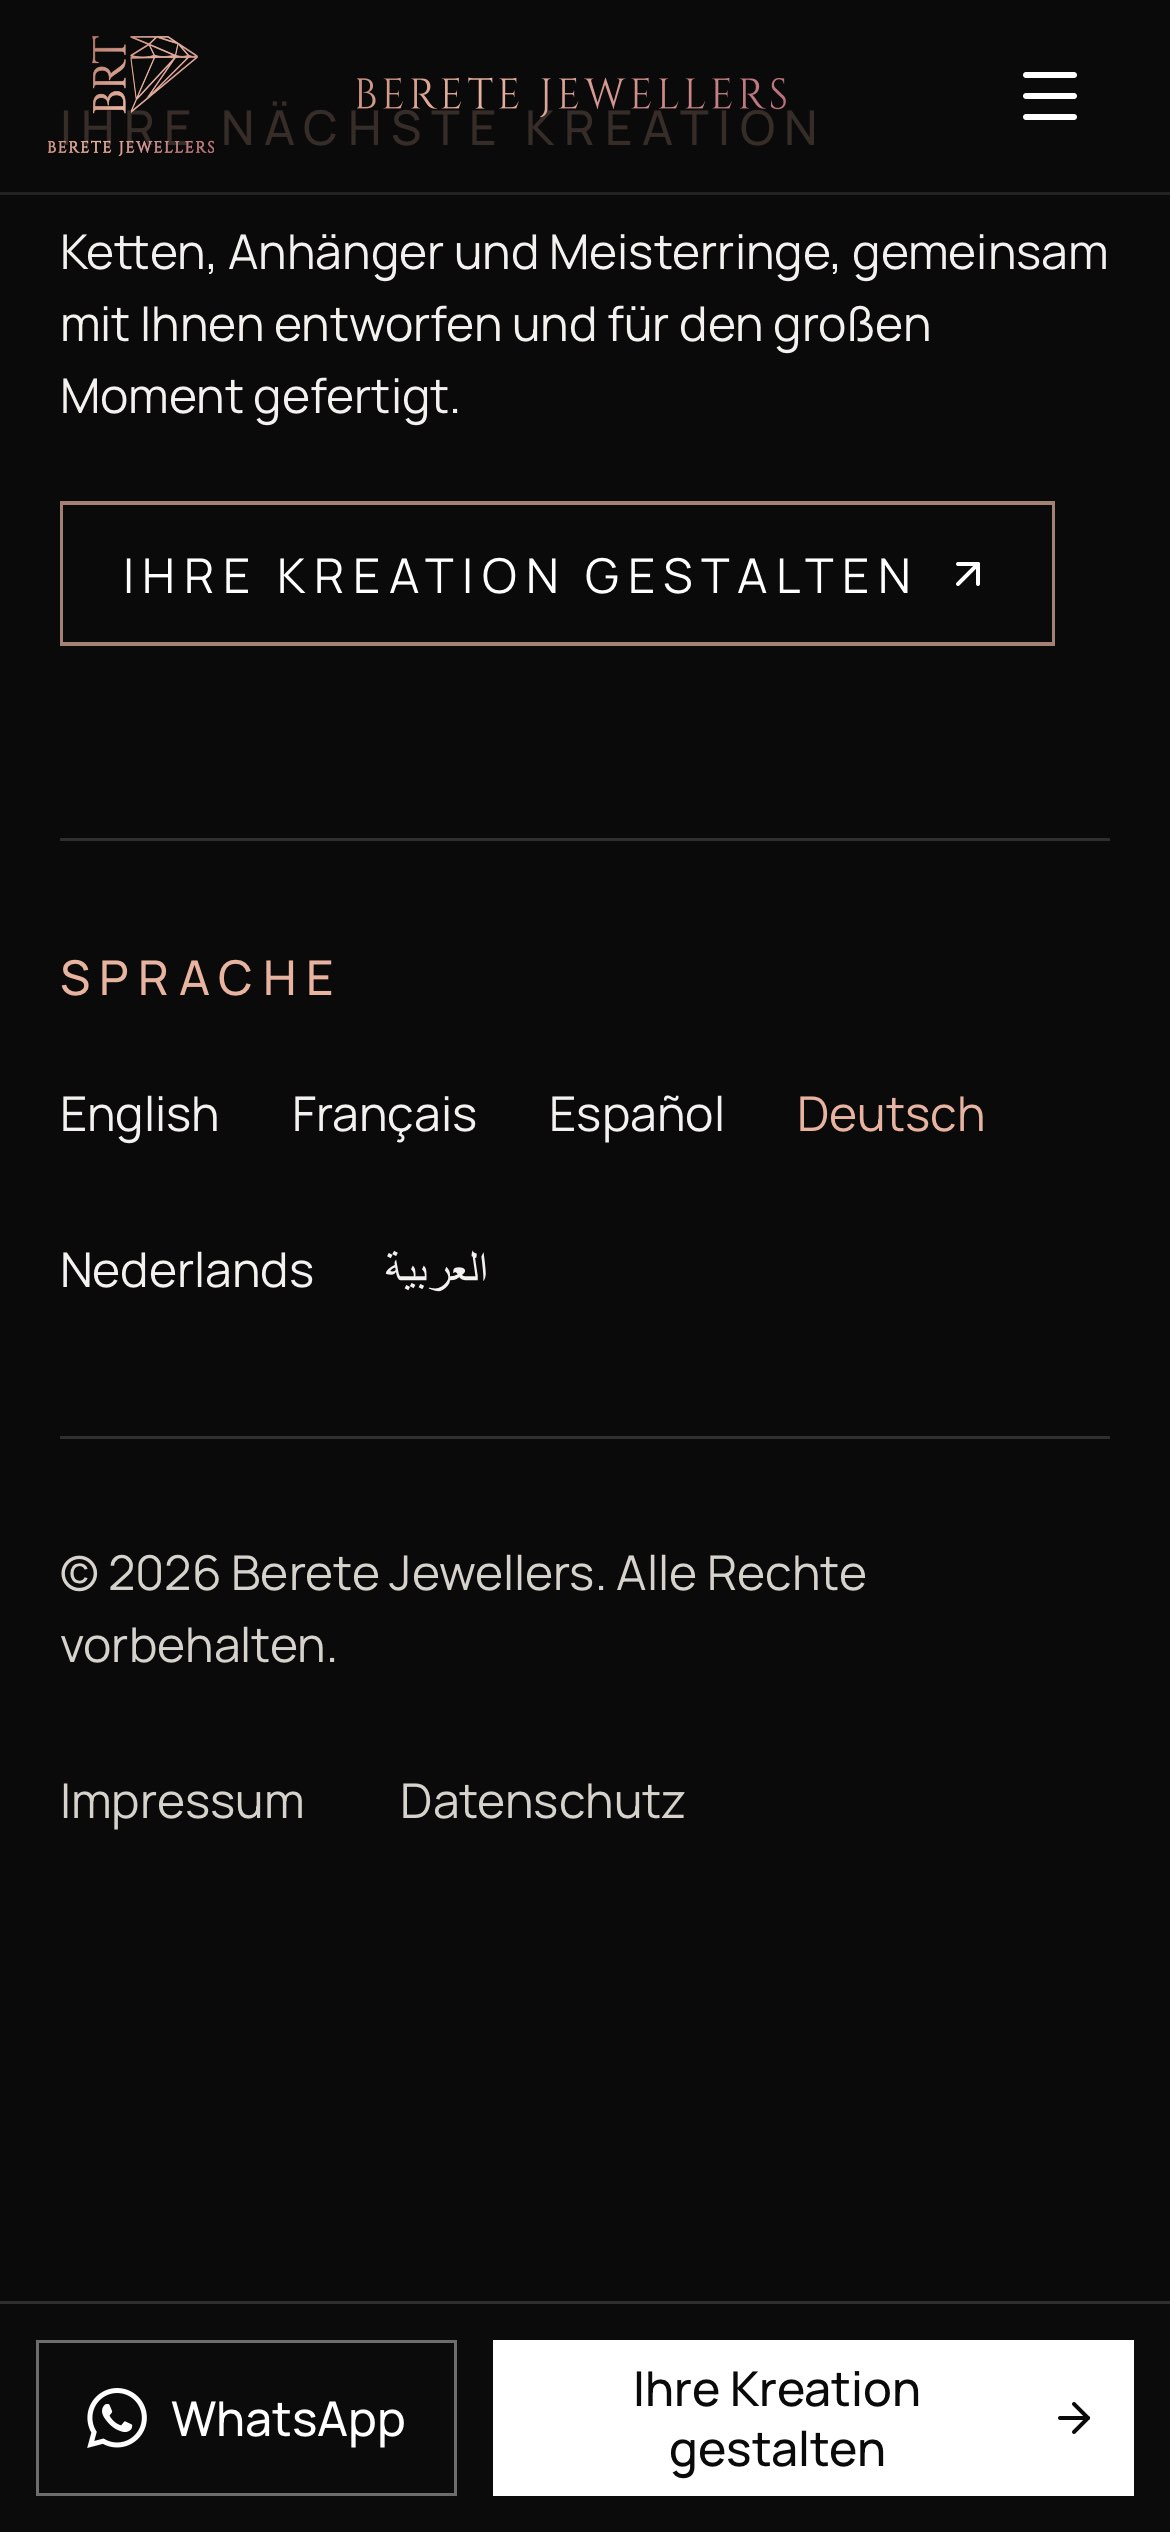 BRT
BERETE JEWELLERS
BERETE JEWELLERS
IHRE NÄCHSTE KREATION
Ketten, Anhänger und Meisterringe, gemeinsam
mit Ihnen entworfen und für den großen
Moment gefertigt.
IHRE KREATION GESTALTEN
SPRACHE
English Français Español Deutsch
Nederlands العربية
© 2026 Berete Jewellers. Alle Rechte
vorbehalten.
Impressum Datenschutz
WhatsApp
Ihre Kreation
gestalten